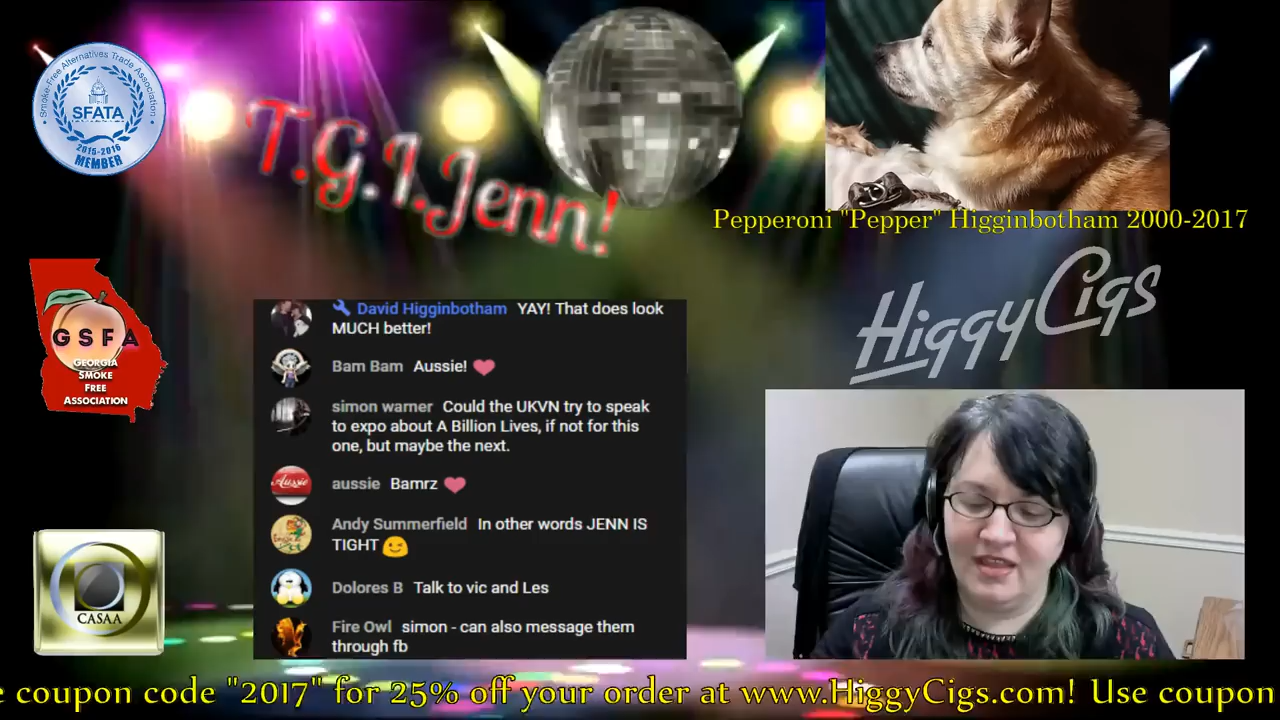 Smoke-Free Alternatives Trade Association
SFATA
2015-2016
MEMBER
T.G.I.Jenn!
Pepperoni "Pepper" Higginbotham 2000-2017
HiggyCigs
GSFA
GEORGIA
SMOKE
FREE
ASSOCIATION
David Higginbotham YAY! That does look
MUCH better!
Bam Bam Aussie! ❤
simon warner Could the UKVN try to speak
to expo about A Billion Lives, if not for this
one, but maybe the next.
Aussie
aussie Bamrz ❤
Andy Summerfield In other words JENN IS
TIGHT 😉
Dolores B Talk to vic and Les
Fire Owl simon - can also message them
through fb
CASAA
e coupon code "2017" for 25% off your order at www.HiggyCigs.com! Use coupon